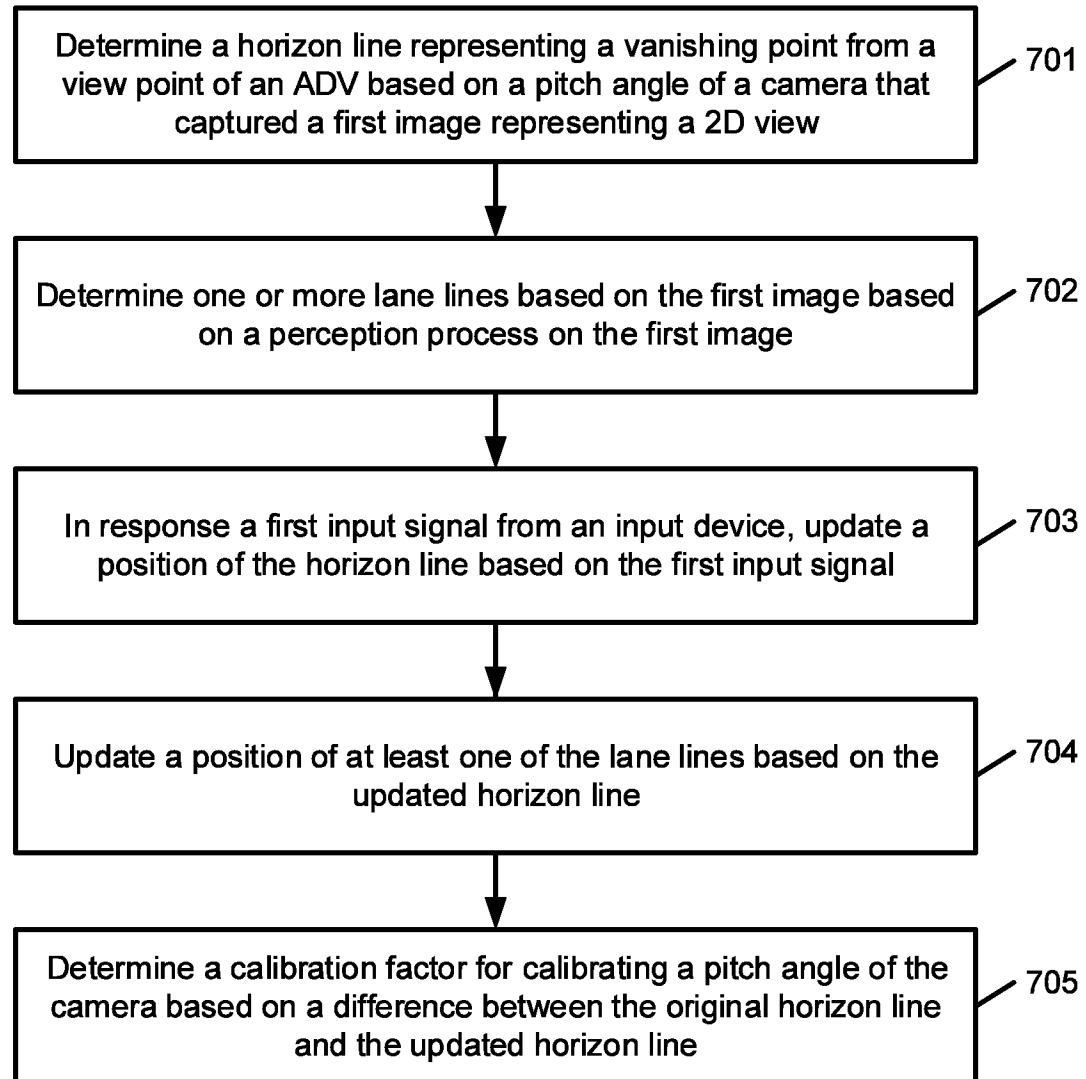 Determine a horizon line representing a vanishing point from a
view point of an ADV based on a pitch angle of a camera that
captured a first image representing a 2D view
701
Determine one or more lane lines based on the first image based
on a perception process on the first image
702
In response a first input signal from an input device, update a
position of the horizon line based on the first input signal
703
Update a position of at least one of the lane lines based on the
updated horizon line
704
Determine a calibration factor for calibrating a pitch angle of the
camera based on a difference between the original horizon line
and the updated horizon line
705